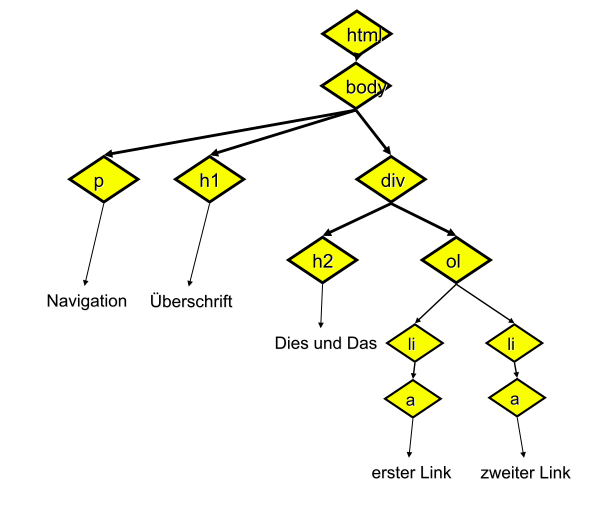 html
body
p
h1
div
h2
ol
Navigation
Überschrift
Dies und Das
li
li
a
a
erster Link
zweiter Link